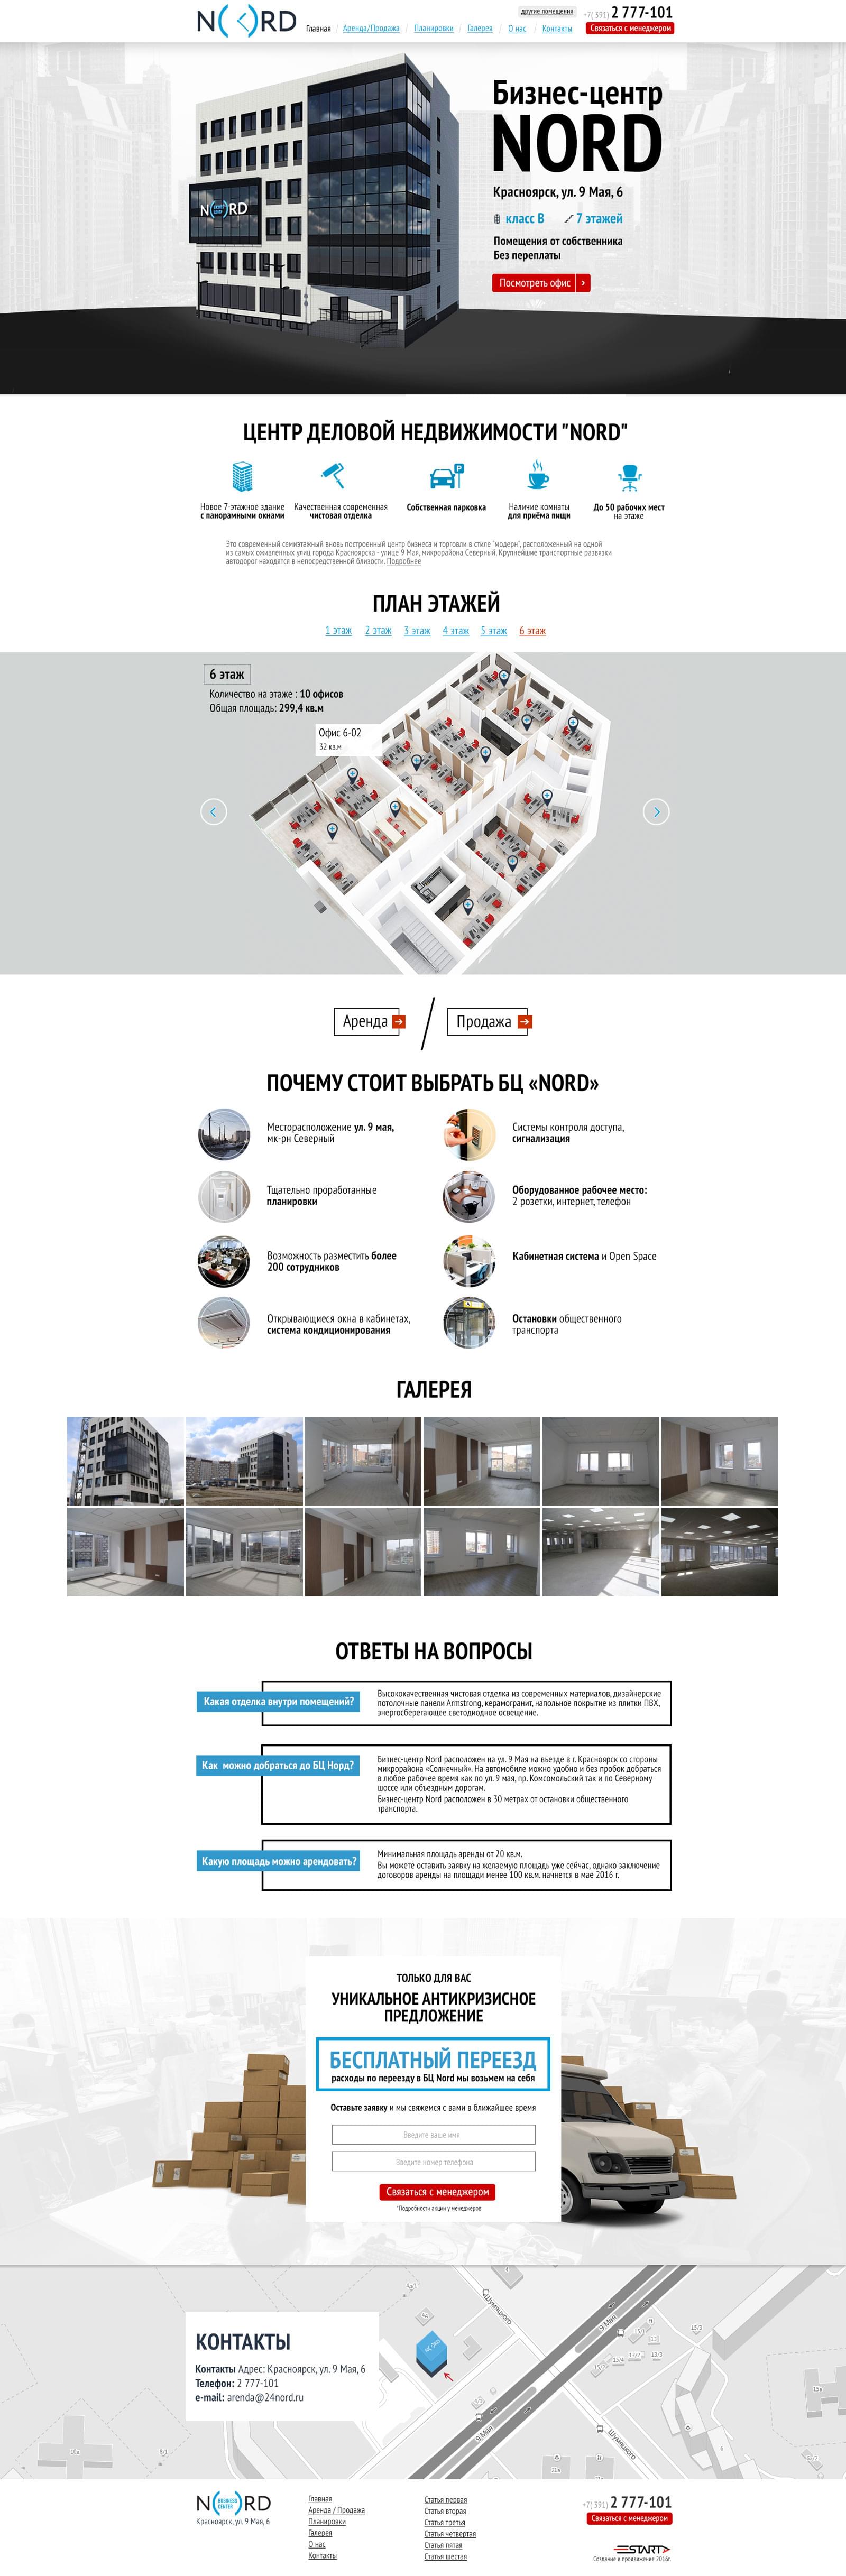 NORD
другие помещения
+7( 391) 2 777-101
Главная
Аренда/Продажа
Планировки
Галерея
О нас
Контакты
Связаться с менеджером
Бизнес-центр
NORD
Красноярск, ул. 9 Мая, 6
класс B
7 этажей
Помещения от собственника
Без переплаты
Посмотреть офис
NORD
ЦЕНТР ДЕЛОВОЙ НЕДВИЖИМОСТИ "NORD"
Новое 7-этажное здание
с панорамными окнами
Качественная современная
чистовая отделка
Собственная парковка
Наличие комнаты
для приёма пищи
До 50 рабочих мест
на этаже
Это современный семиэтажный вновь построенный центр бизнеса и торговли в стиле "модерн", расположенный на одной
из самых оживленных улиц города Красноярска - улице 9 Мая, микрорайона Северный. Крупнейшие транспортные развязки
автодорог находятся в непосредственной близости. Подробнее
ПЛАН ЭТАЖЕЙ
1 этаж
2 этаж
3 этаж
4 этаж
5 этаж
6 этаж
6 этаж
Количество на этаже : 10 офисов
Общая площадь: 299,4 кв.м
Офис 6-02
32 кв.м
Аренда
Продажа
ПОЧЕМУ СТОИТ ВЫБРАТЬ БЦ «NORD»
Месторасположение ул. 9 мая,
мк-рн Северный
Системы контроля доступа,
сигнализация
Тщательно проработанные
планировки
Оборудованное рабочее место:
2 розетки, интернет, телефон
Возможность разместить более
200 сотрудников
Кабинетная система и Open Space
Открывающиеся окна в кабинетах,
система кондиционирования
Остановки общественного
транспорта
ГАЛЕРЕЯ
ОТВЕТЫ НА ВОПРОСЫ
Какая отделка внутри помещений?
Высококачественная чистовая отделка из современных материалов, дизайнерские
потолочные панели Armstrong, керамогранит, напольное покрытие из плитки ПВХ,
энергосберегающее светодиодное освещение.
Как можно добраться до БЦ Норд?
Бизнес-центр Nord расположен на ул. 9 Мая на въезде в г. Красноярск со стороны
микрорайона «Солнечный». На автомобиле можно удобно и без пробок добраться
в любое рабочее время как по ул. 9 мая, пр. Комсомольский так и по Северному
шоссе или объездным дорогам.
Бизнес-центр Nord расположен в 30 метрах от остановки общественного
транспорта.
Какую площадь можно арендовать?
Минимальная площадь аренды от 20 кв.м.
Вы можете оставить заявку на желаемую площадь уже сейчас, однако заключение
договоров аренды на площади менее 100 кв.м. начнется в мае 2016 г.
ТОЛЬКО ДЛЯ ВАС
УНИКАЛЬНОЕ АНТИКРИЗИСНОЕ
ПРЕДЛОЖЕНИЕ
БЕСПЛАТНЫЙ ПЕРЕЕЗД
расходы по переезду в БЦ Nord мы возьмем на себя
Оставьте заявку и мы свяжемся с вами в ближайшее время
Введите ваше имя
Введите номер телефона
Связаться с менеджером
*Подробности акции у менеджеров
Шумяцкого
9 Мая
15/3
13/2
13/3
15/4
КОНТАКТЫ
Контакты Адрес: Красноярск, ул. 9 Мая, 6
Телефон: 2 777-101
e-mail: arenda@24nord.ru
9 Мая
Шумяцкого
NORD
BUSINESS
CENTER
Красноярск, ул. 9 Мая, 6
Главная
Аренда / Продажа
Планировки
Галерея
О нас
Контакты
Статья первая
Статья вторая
Статья третья
Статья четвертая
Статья пятая
Статья шестая
+7( 391) 2 777-101
Связаться с менеджером
START
Создание и продвижение 2016г.